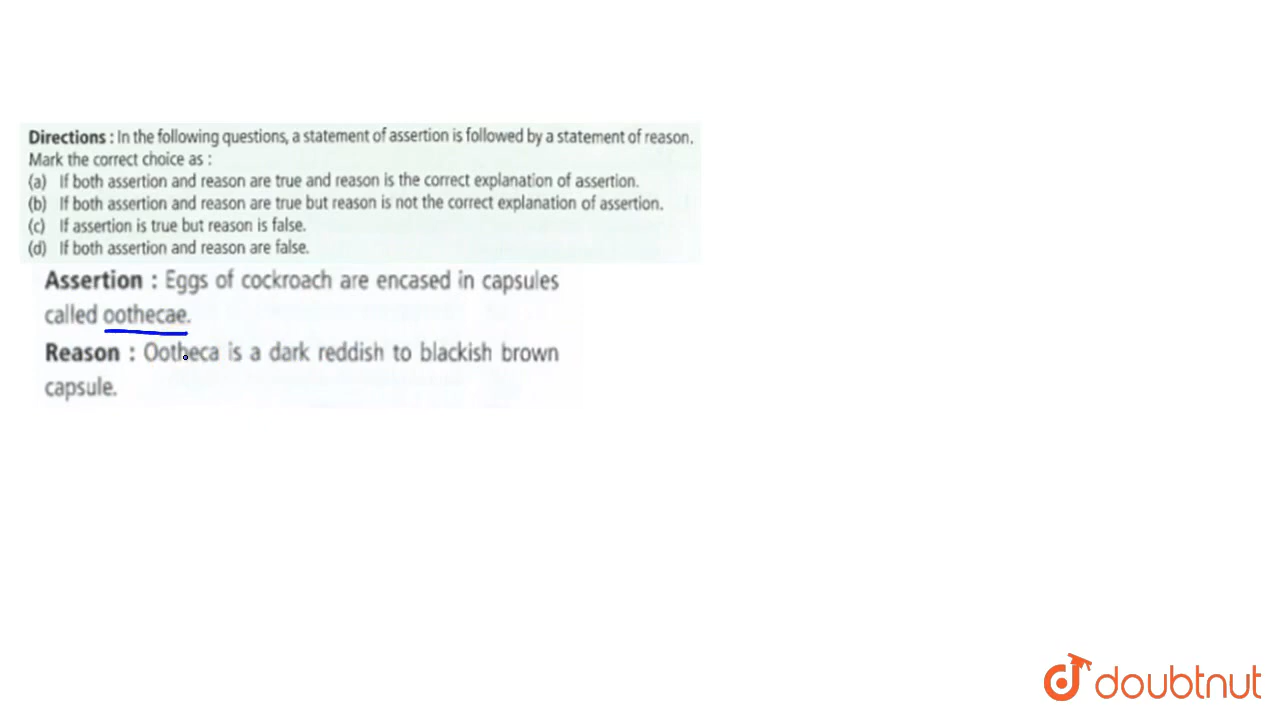 Directions : In the following questions, a statement of assertion is followed by a statement of reason.
Mark the correct choice as :
(a) If both assertion and reason are true and reason is the correct explanation of assertion.
(b) If both assertion and reason are true but reason is not the correct explanation of assertion.
(c) If assertion is true but reason is false.
(d) If both assertion and reason are false.
Assertion : Eggs of cockroach are encased in capsules
called oothecae.
Reason : Ootheca is a dark reddish to blackish brown
capsule.
doubtnut